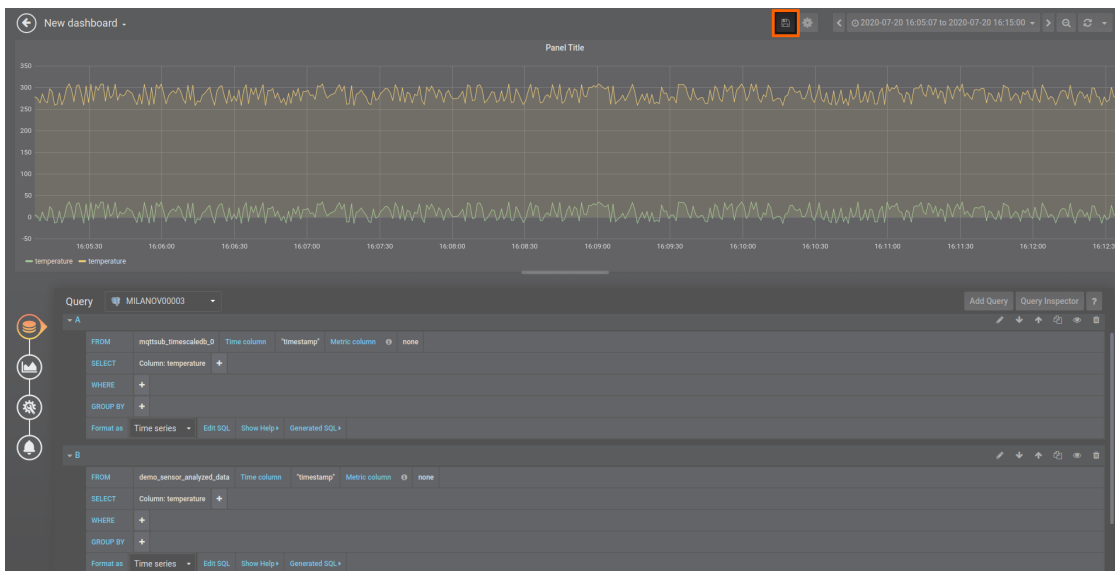 New dashboard
2020-07-20 16:05:07 to 2020-07-20 16:15:00
Panel Title
350
300
250
200
150
100
50
0
-50
16:05:30 16:06:00 16:06:30 16:07:00 16:07:30 16:08:00 16:08:30 16:09:00 16:09:30 16:10:00 16:10:30 16:11:00 16:11:30 16:12:00 16:12:3
temperature temperature
Query MILANOV00003 Add Query Query Inspector ?
A
FROM mqttsub_timescaledb_0 Time column "timestamp" Metric column none
SELECT Column: temperature +
WHERE +
GROUP BY +
Format as Time series Edit SQL Show Help Generated SQL
B
FROM demo_sensor_analyzed_data Time column "timestamp" Metric column none
SELECT Column: temperature +
WHERE +
GROUP BY +
Format as Time series Edit SQL Show Help Generated SQL